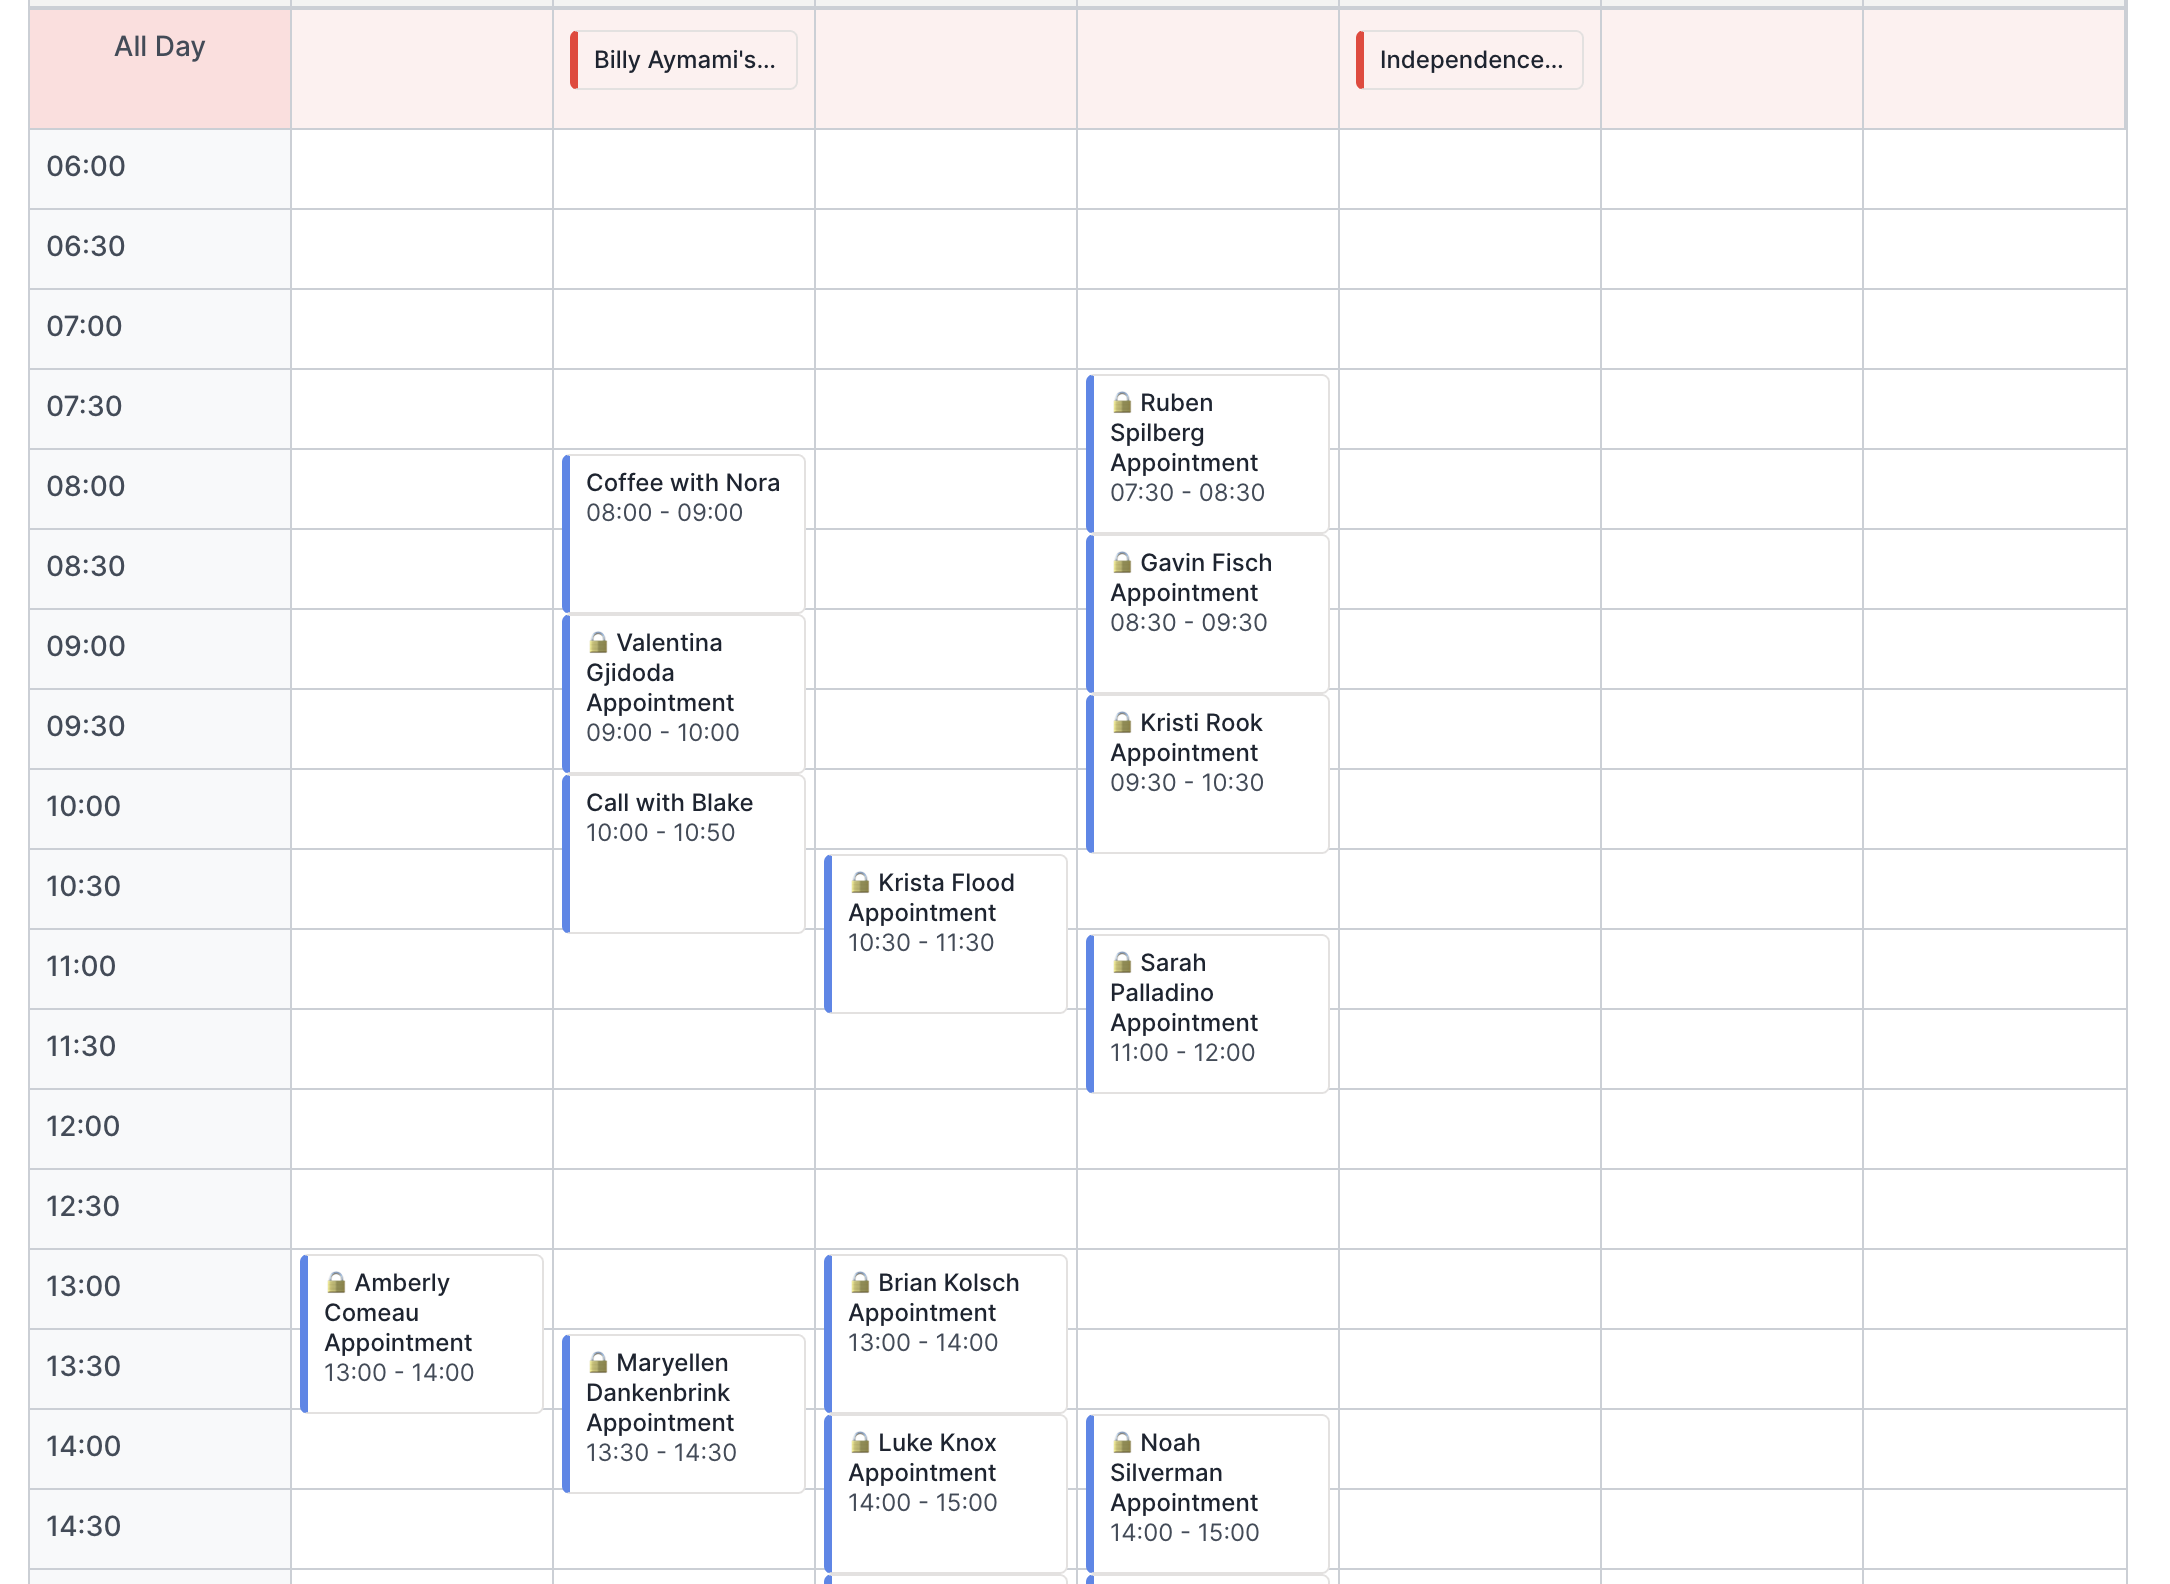 All Day
Billy Aymami's...
Independence...
06:00
06:30
07:00
07:30
🔒 Ruben
Spilberg
Appointment
07:30 - 08:30
08:00
Coffee with Nora
08:00 - 09:00
08:30
🔒 Gavin Fisch
Appointment
08:30 - 09:30
09:00
🔒 Valentina
Gjidoda
Appointment
09:00 - 10:00
09:30
🔒 Kristi Rook
Appointment
09:30 - 10:30
10:00
Call with Blake
10:00 - 10:50
10:30
🔒 Krista Flood
Appointment
10:30 - 11:30
11:00
🔒 Sarah
Palladino
Appointment
11:00 - 12:00
11:30
12:00
12:30
13:00
🔒 Amberly
Comeau
Appointment
13:00 - 14:00
🔒 Brian Kolsch
Appointment
13:00 - 14:00
13:30
🔒 Maryellen
Dankenbrink
Appointment
13:30 - 14:30
14:00
🔒 Luke Knox
Appointment
14:00 - 15:00
🔒 Noah
Silverman
Appointment
14:00 - 15:00
14:30